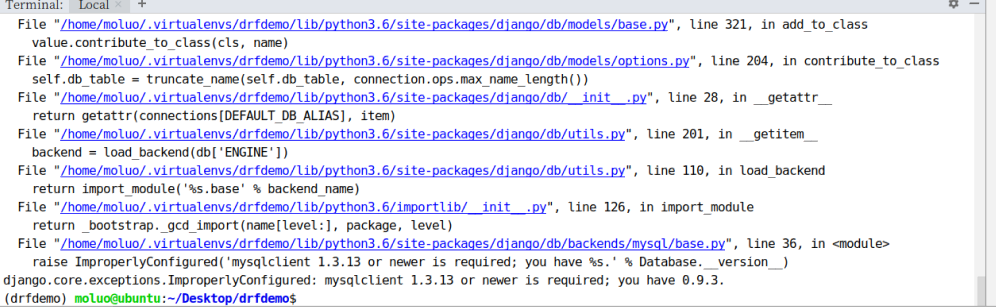 Terminal: Local × +
File "/home/moluo/.virtualenvs/drfdemo/lib/python3.6/site-packages/django/db/models/base.py", line 321, in add_to_class
value.contribute_to_class(cls, name)
File "/home/moluo/.virtualenvs/drfdemo/lib/python3.6/site-packages/django/db/models/options.py", line 204, in contribute_to_class
self.db_table = truncate_name(self.db_table, connection.ops.max_name_length())
File "/home/moluo/.virtualenvs/drfdemo/lib/python3.6/site-packages/django/db/__init__.py", line 28, in __getattr__
return getattr(connections[DEFAULT_DB_ALIAS], item)
File "/home/moluo/.virtualenvs/drfdemo/lib/python3.6/site-packages/django/db/utils.py", line 201, in __getitem__
backend = load_backend(db['ENGINE'])
File "/home/moluo/.virtualenvs/drfdemo/lib/python3.6/site-packages/django/db/utils.py", line 110, in load_backend
return import_module('%s.base' % backend_name)
File "/home/moluo/.virtualenvs/drfdemo/lib/python3.6/importlib/__init__.py", line 126, in import_module
return _bootstrap._gcd_import(name[level:], package, level)
File "/home/moluo/.virtualenvs/drfdemo/lib/python3.6/site-packages/django/db/backends/mysql/base.py", line 36, in <module>
raise ImproperlyConfigured('mysqlclient 1.3.13 or newer is required; you have %s.' % Database.__version__)
django.core.exceptions.ImproperlyConfigured: mysqlclient 1.3.13 or newer is required; you have 0.9.3.
(drfdemo) moluo@ubuntu:~/Desktop/drfdemo$